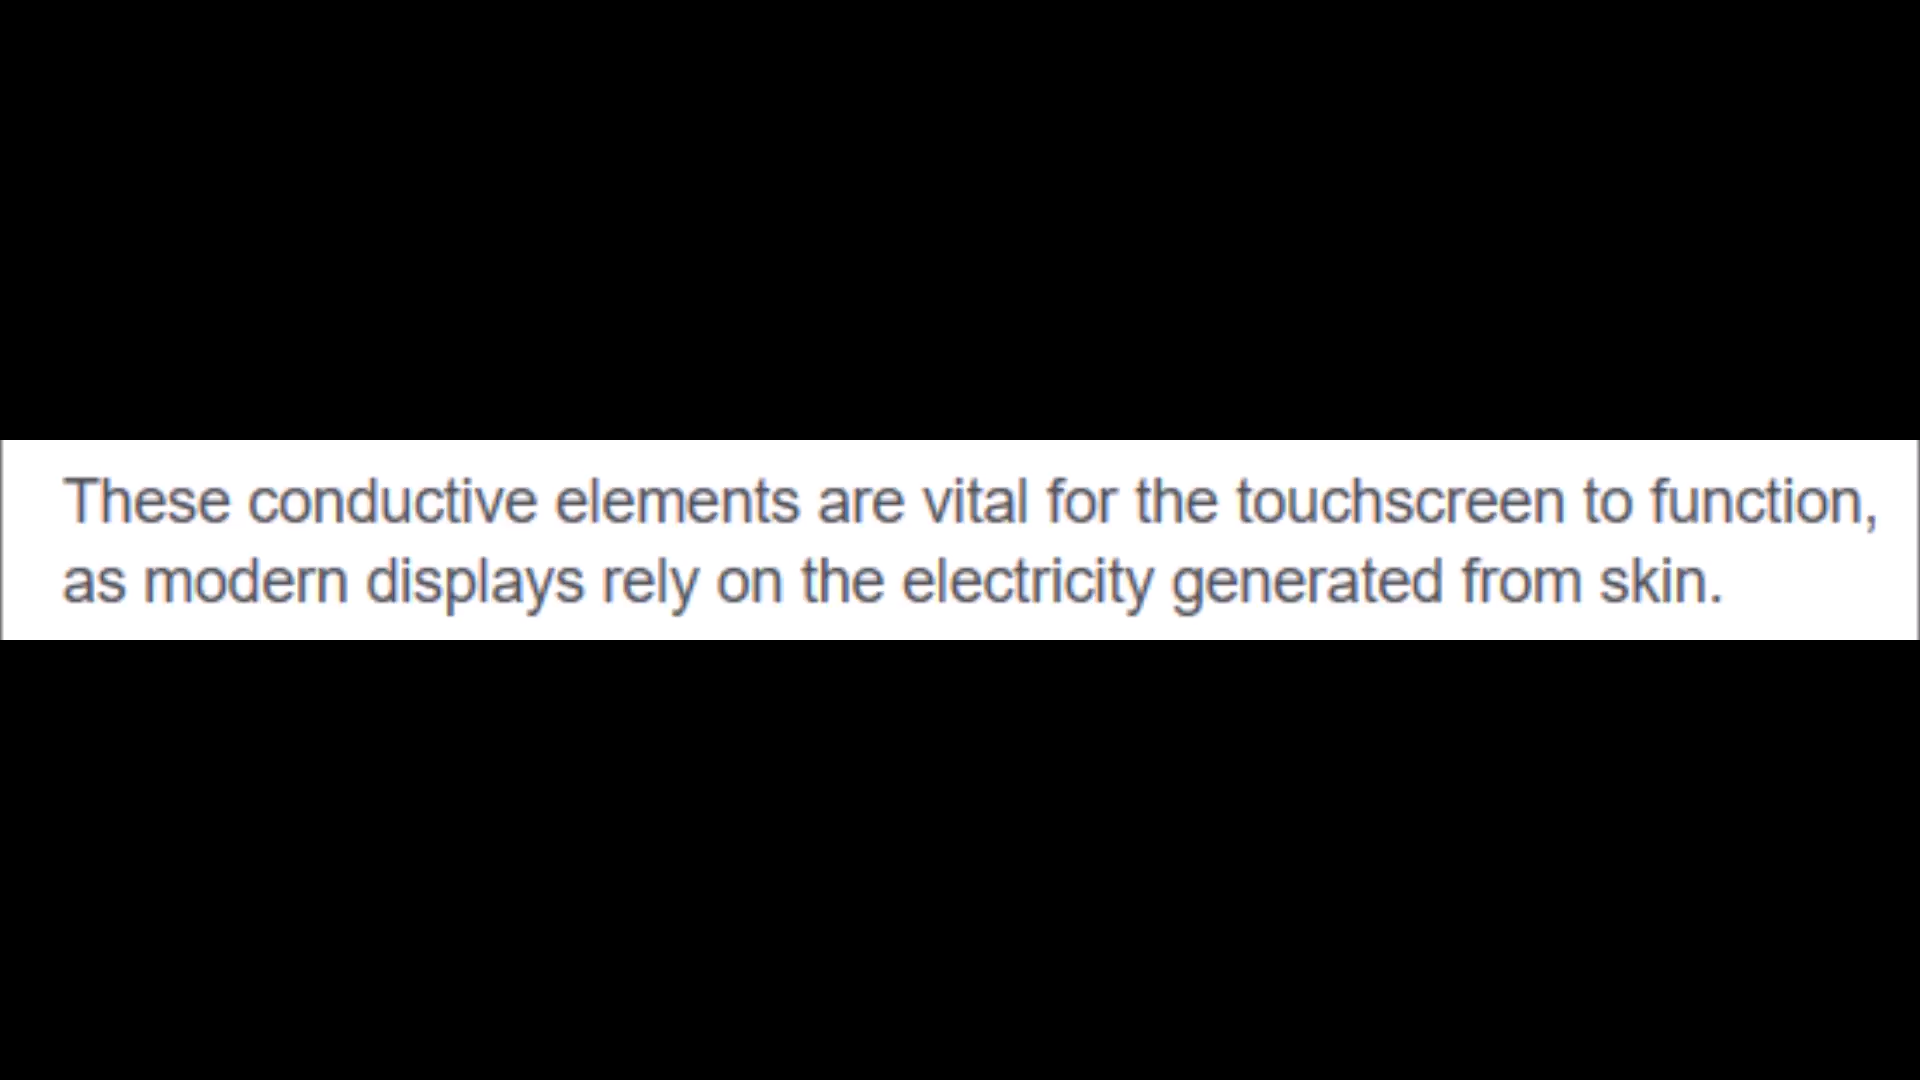 These conductive elements are vital for the touchscreen to function,
as modern displays rely on the electricity generated from skin.